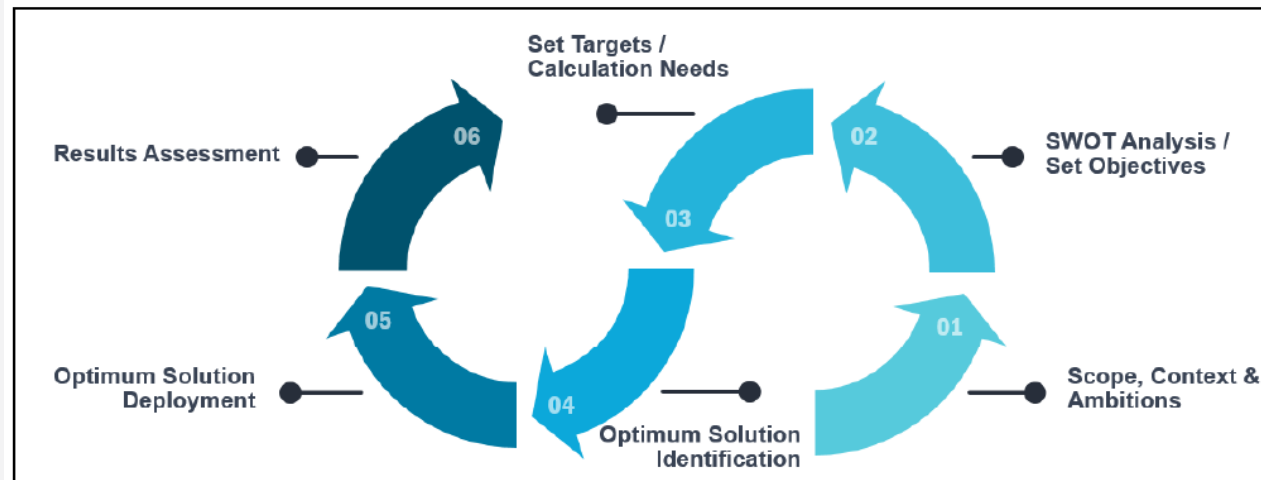 Set Targets /
Calculation Needs
06
02
Results Assessment
SWOT Analysis /
Set Objectives
03
05
01
Optimum Solution
Deployment
04
Scope, Context &
Ambitions
Optimum Solution
Identification